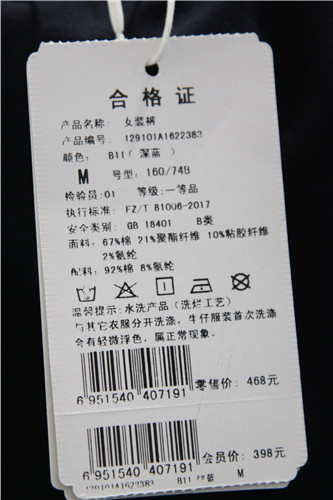 合格证
产品名称: 女装裤
产品编号: 129101A1622383
颜色: B11(深蓝)
M 号型: 160/74B
检验员:01 等级:一等品
执行标准: FZ/T 81006-2017
安全类别: GB 18401 B类
面料: 67%棉 21%聚酯纤维 10%粘胶纤维
2%氨纶
配料: 92%棉 8%氨纶
温馨提示:水洗产品(洗烂工艺)
与其它衣服分开洗涤, 牛仔服装首次洗涤
会有轻微浮色, 属正常现象。
零售价: 468元
6 951540 407191
会员价: 398元
6 951540 407191
129101A1622383 B11 深蓝 M